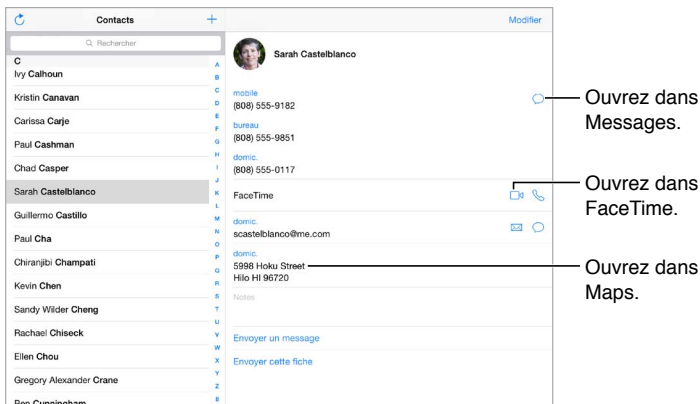 Contacts
+
Rechercher
C
Ivy Calhoun
Kristin Canavan
Carissa Carje
Paul Cashman
Chad Casper
Sarah Castelblanco
Guillermo Castillo
Paul Cha
Chiranjibi Champati
Kevin Chen
Sandy Wilder Cheng
Rachael Chiseck
Ellen Chou
Gregory Alexander Crane
Ben Cunningham
A
B
C
D
E
F
G
H
I
J
K
L
M
N
O
P
Q
R
S
T
U
V
W
X
Y
Z
#
Modifier
Sarah Castelblanco
mobile
(808) 555-9182
bureau
(808) 555-9851
domic.
(808) 555-0117
FaceTime
domic.
scastelblanco@me.com
domic.
5998 Hoku Street
Hilo HI 96720
Notes
Envoyer un message
Envoyer cette fiche
Ouvrez dans
Messages.
Ouvrez dans
FaceTime.
Ouvrez dans
Maps.